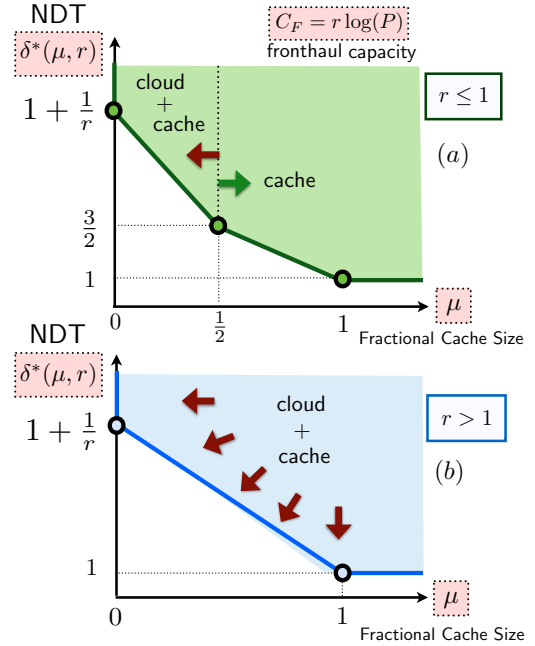 NDT
δ*(μ, r)
C_F = r log(P)
fronthaul capacity
cloud
+
cache
r ≤ 1
1 + 1/r
(a)
cache
3/2
1
0
1/2
1
μ
Fractional Cache Size
NDT
δ*(μ, r)
cloud
+
cache
r > 1
1 + 1/r
(b)
1
0
1
μ
Fractional Cache Size